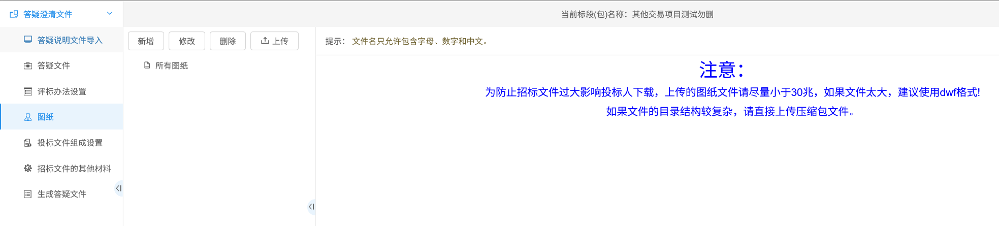 答疑澄清文件
当前标段(包)名称：其他交易项目测试勿删
答疑说明文件导入
答疑文件
评标办法设置
图纸
投标文件组成设置
招标文件的其他材料
生成答疑文件
新增 修改 删除 上传
所有图纸
提示： 文件名只允许包含字母、数字和中文。
注意：
为防止招标文件过大影响投标人下载，上传的图纸文件请尽量小于30兆，如果文件太大，建议使用dwf格式!
如果文件的目录结构较复杂，请直接上传压缩包文件。